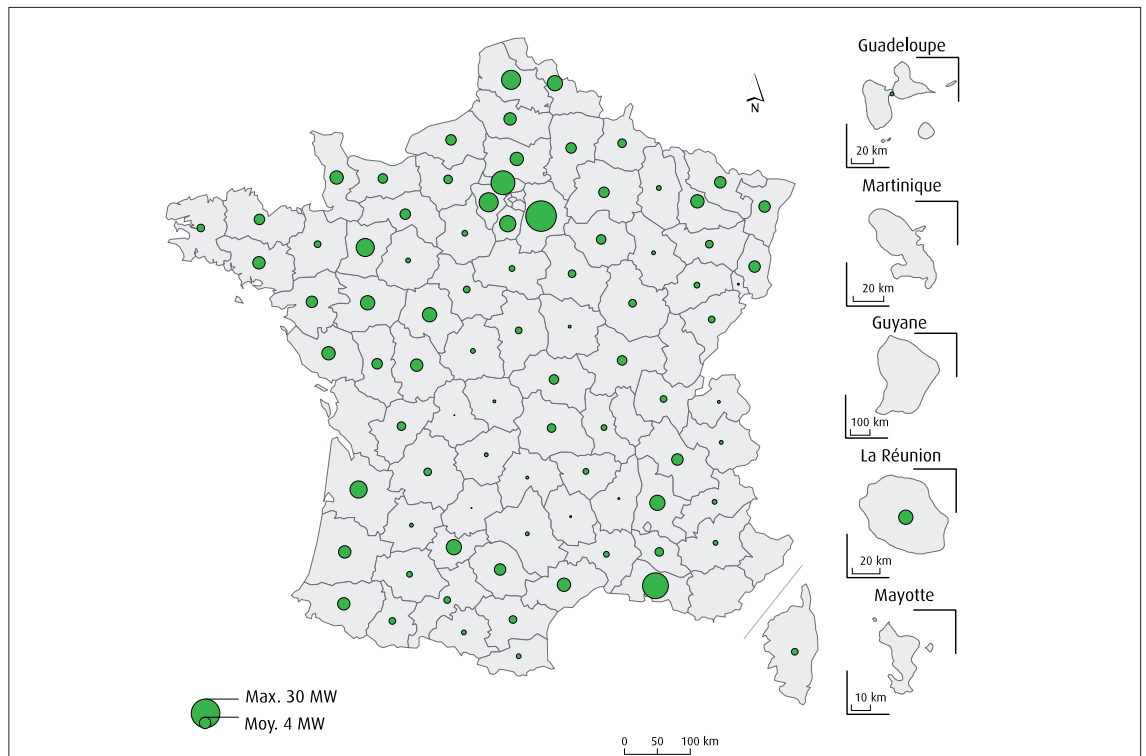 Guadeloupe
N
20 km
Martinique
20 km
Guyane
100 km
La Réunion
20 km
Mayotte
10 km
Max. 30 MW
Moy. 4 MW
0 50 100 km